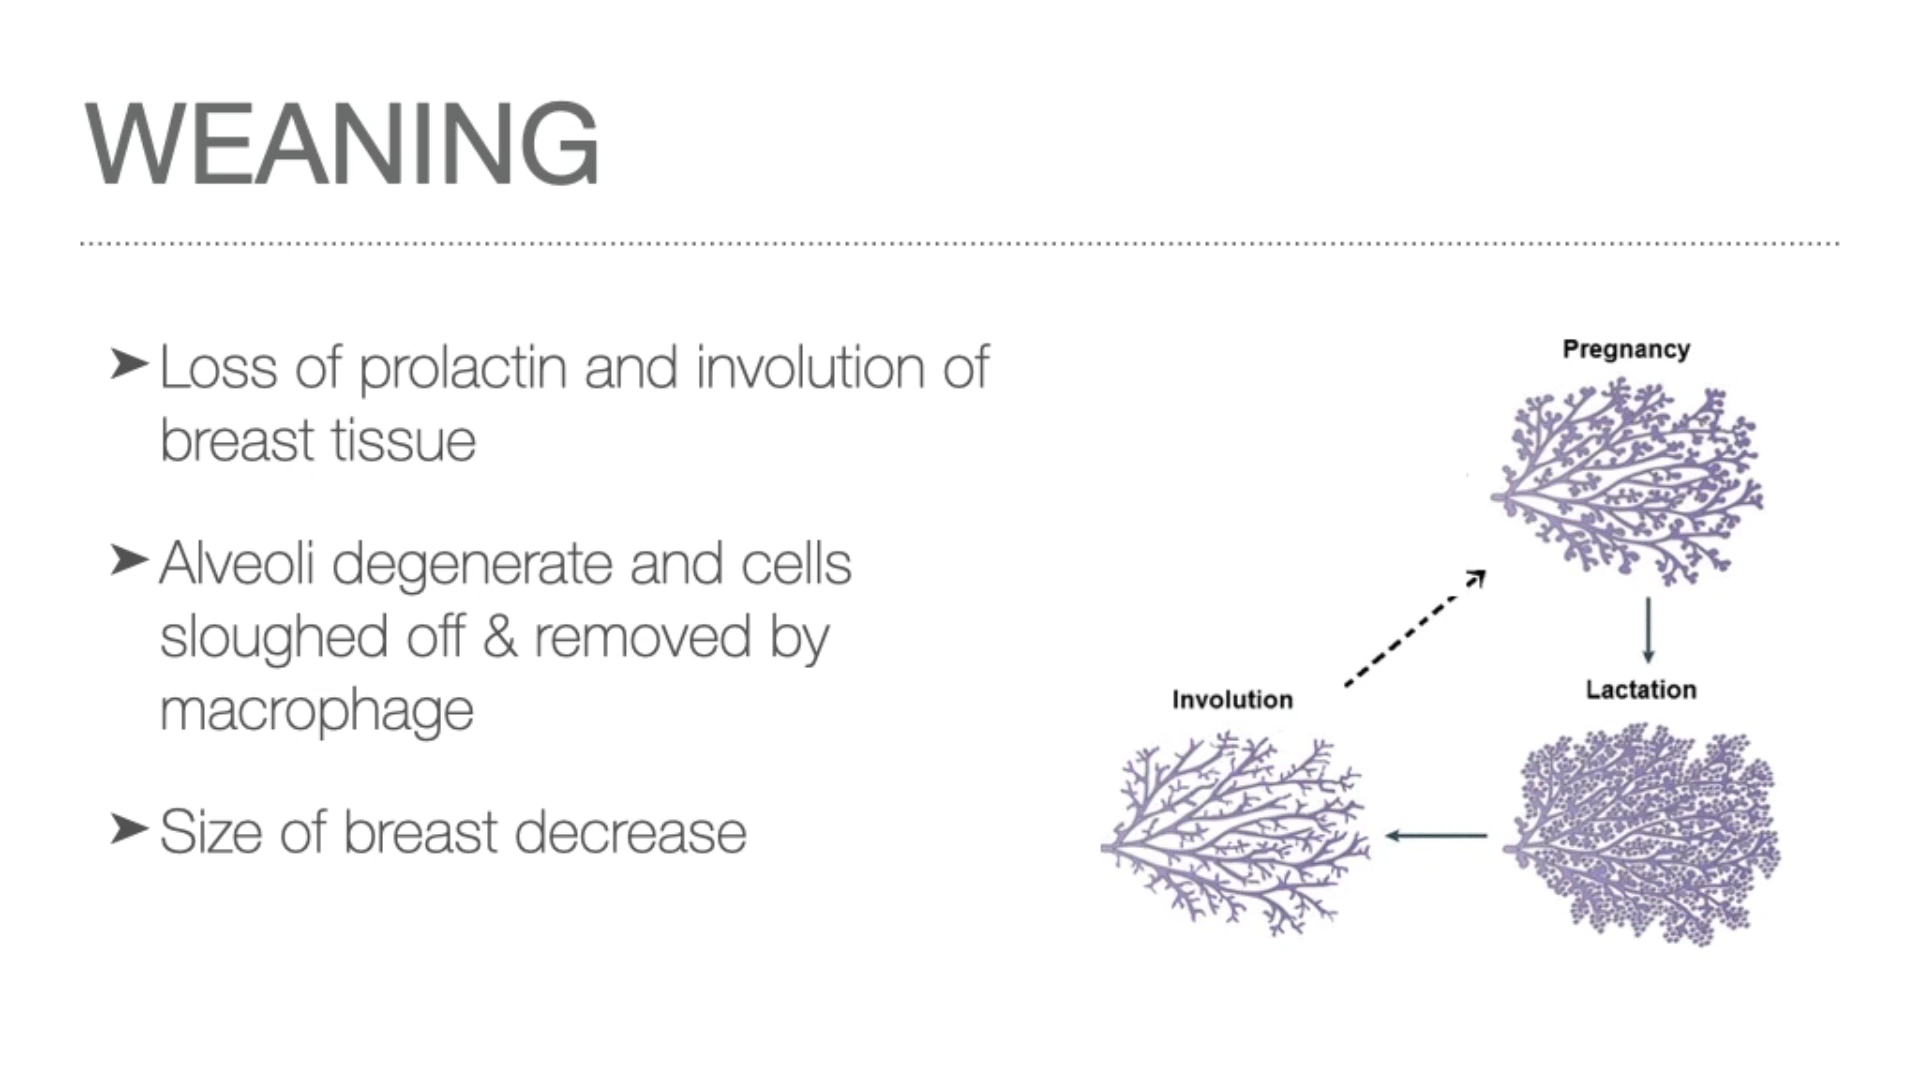 WEANING
➤ Loss of prolactin and involution of
breast tissue
➤ Alveoli degenerate and cells
sloughed off & removed by
macrophage
➤ Size of breast decrease
Pregnancy
Lactation
Involution